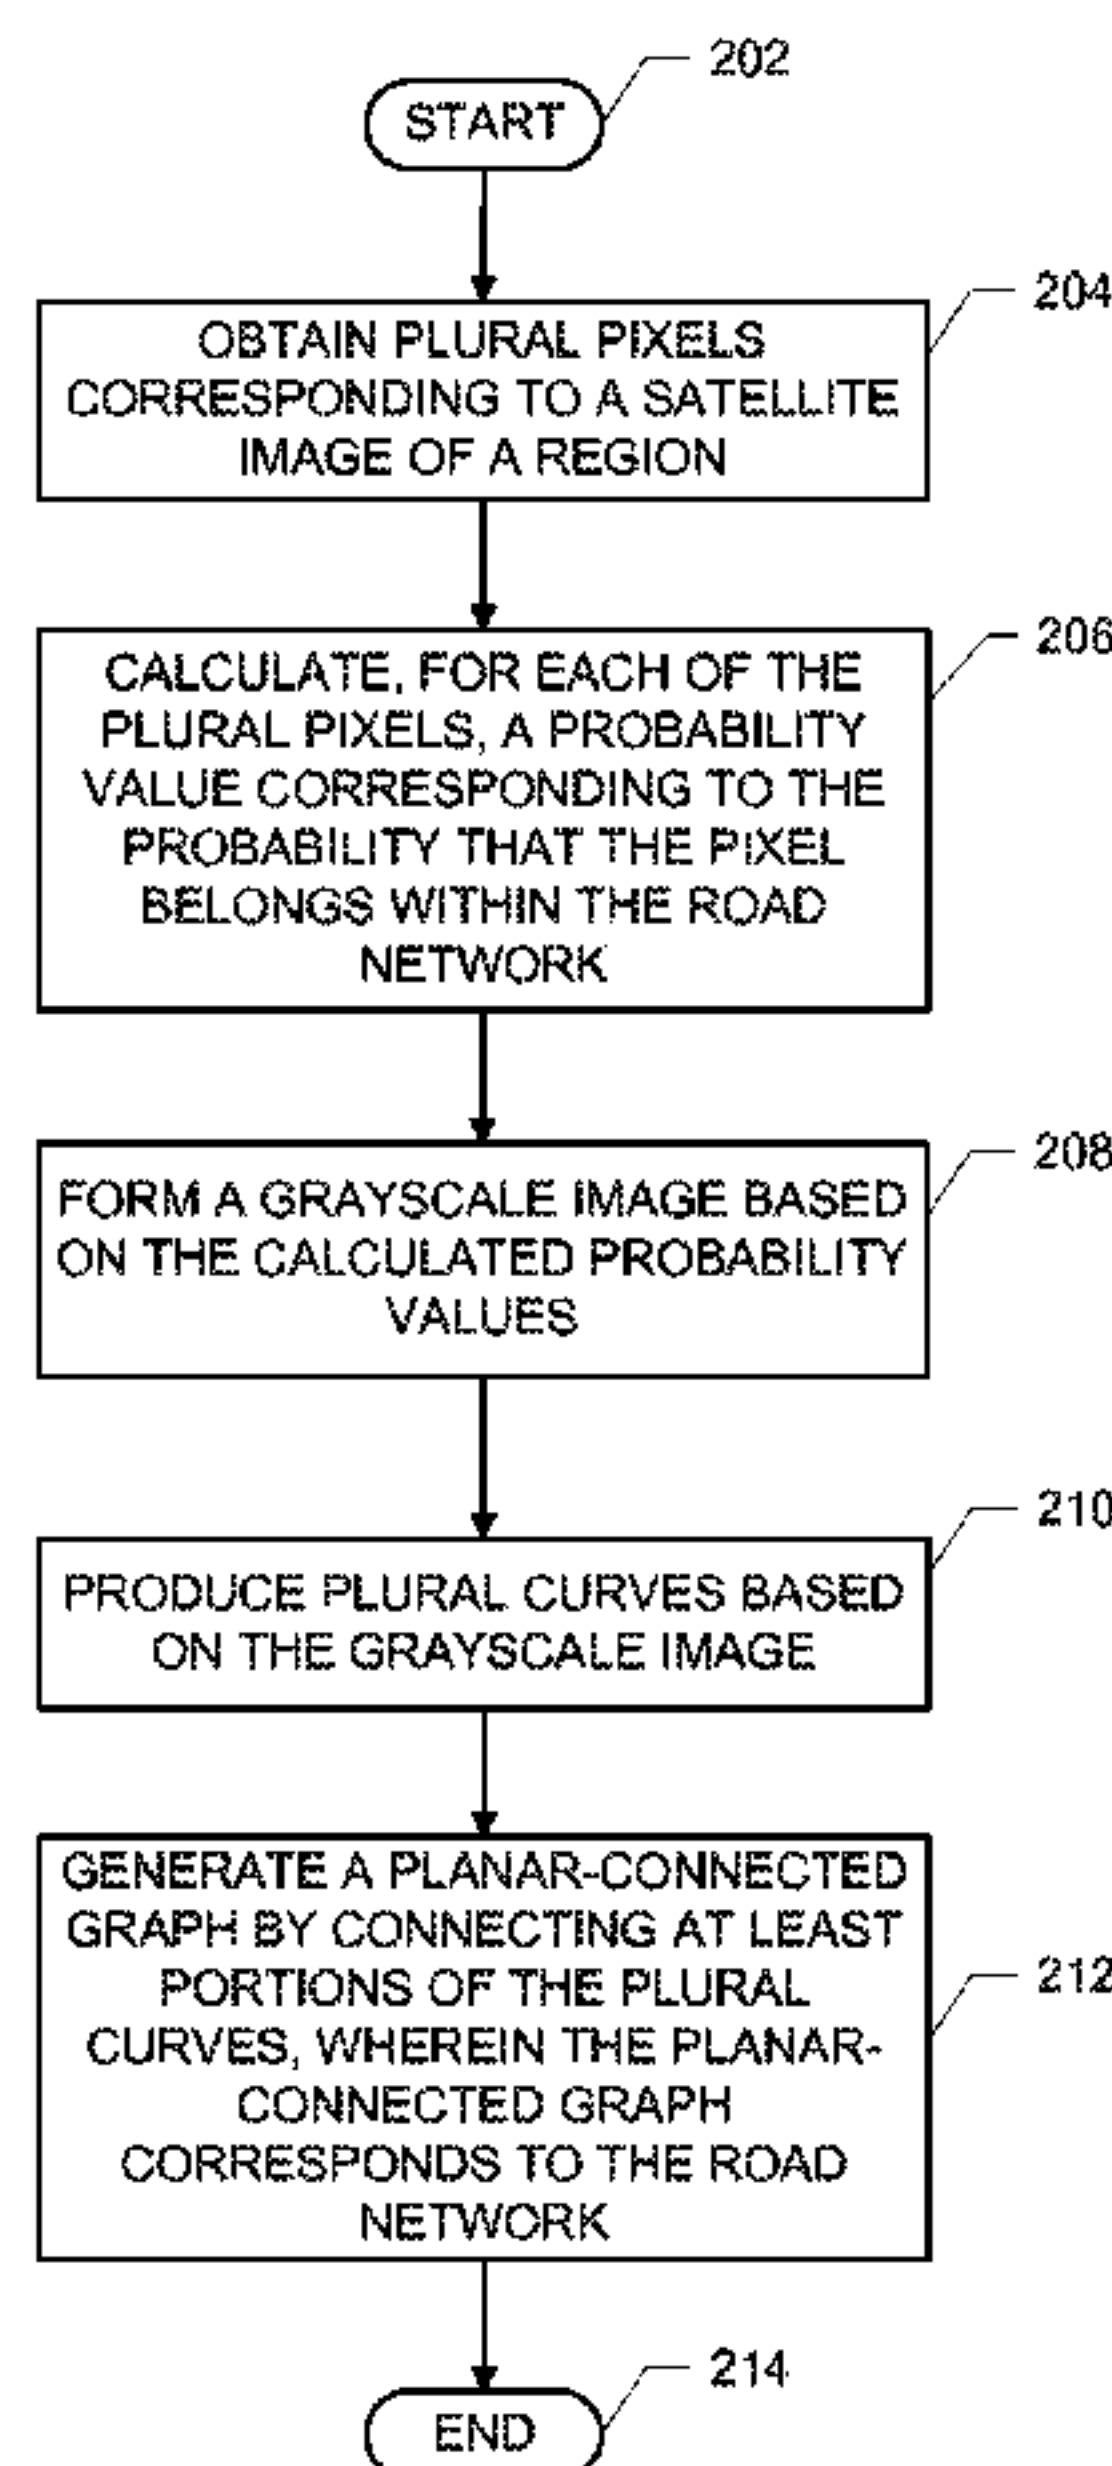 202
START
204
OBTAIN PLURAL PIXELS
CORRESPONDING TO A SATELLITE
IMAGE OF A REGION
206
CALCULATE, FOR EACH OF THE
PLURAL PIXELS, A PROBABILITY
VALUE CORRESPONDING TO THE
PROBABILITY THAT THE PIXEL
BELONGS WITHIN THE ROAD
NETWORK
208
FORM A GRAYSCALE IMAGE BASED
ON THE CALCULATED PROBABILITY
VALUES
210
PRODUCE PLURAL CURVES BASED
ON THE GRAYSCALE IMAGE
GENERATE A PLANAR-CONNECTED
GRAPH BY CONNECTING AT LEAST
212
PORTIONS OF THE PLURAL
CURVES, WHEREIN THE PLANAR-
CONNECTED GRAPH
CORRESPONDS TO THE ROAD
NETWORK
214
END